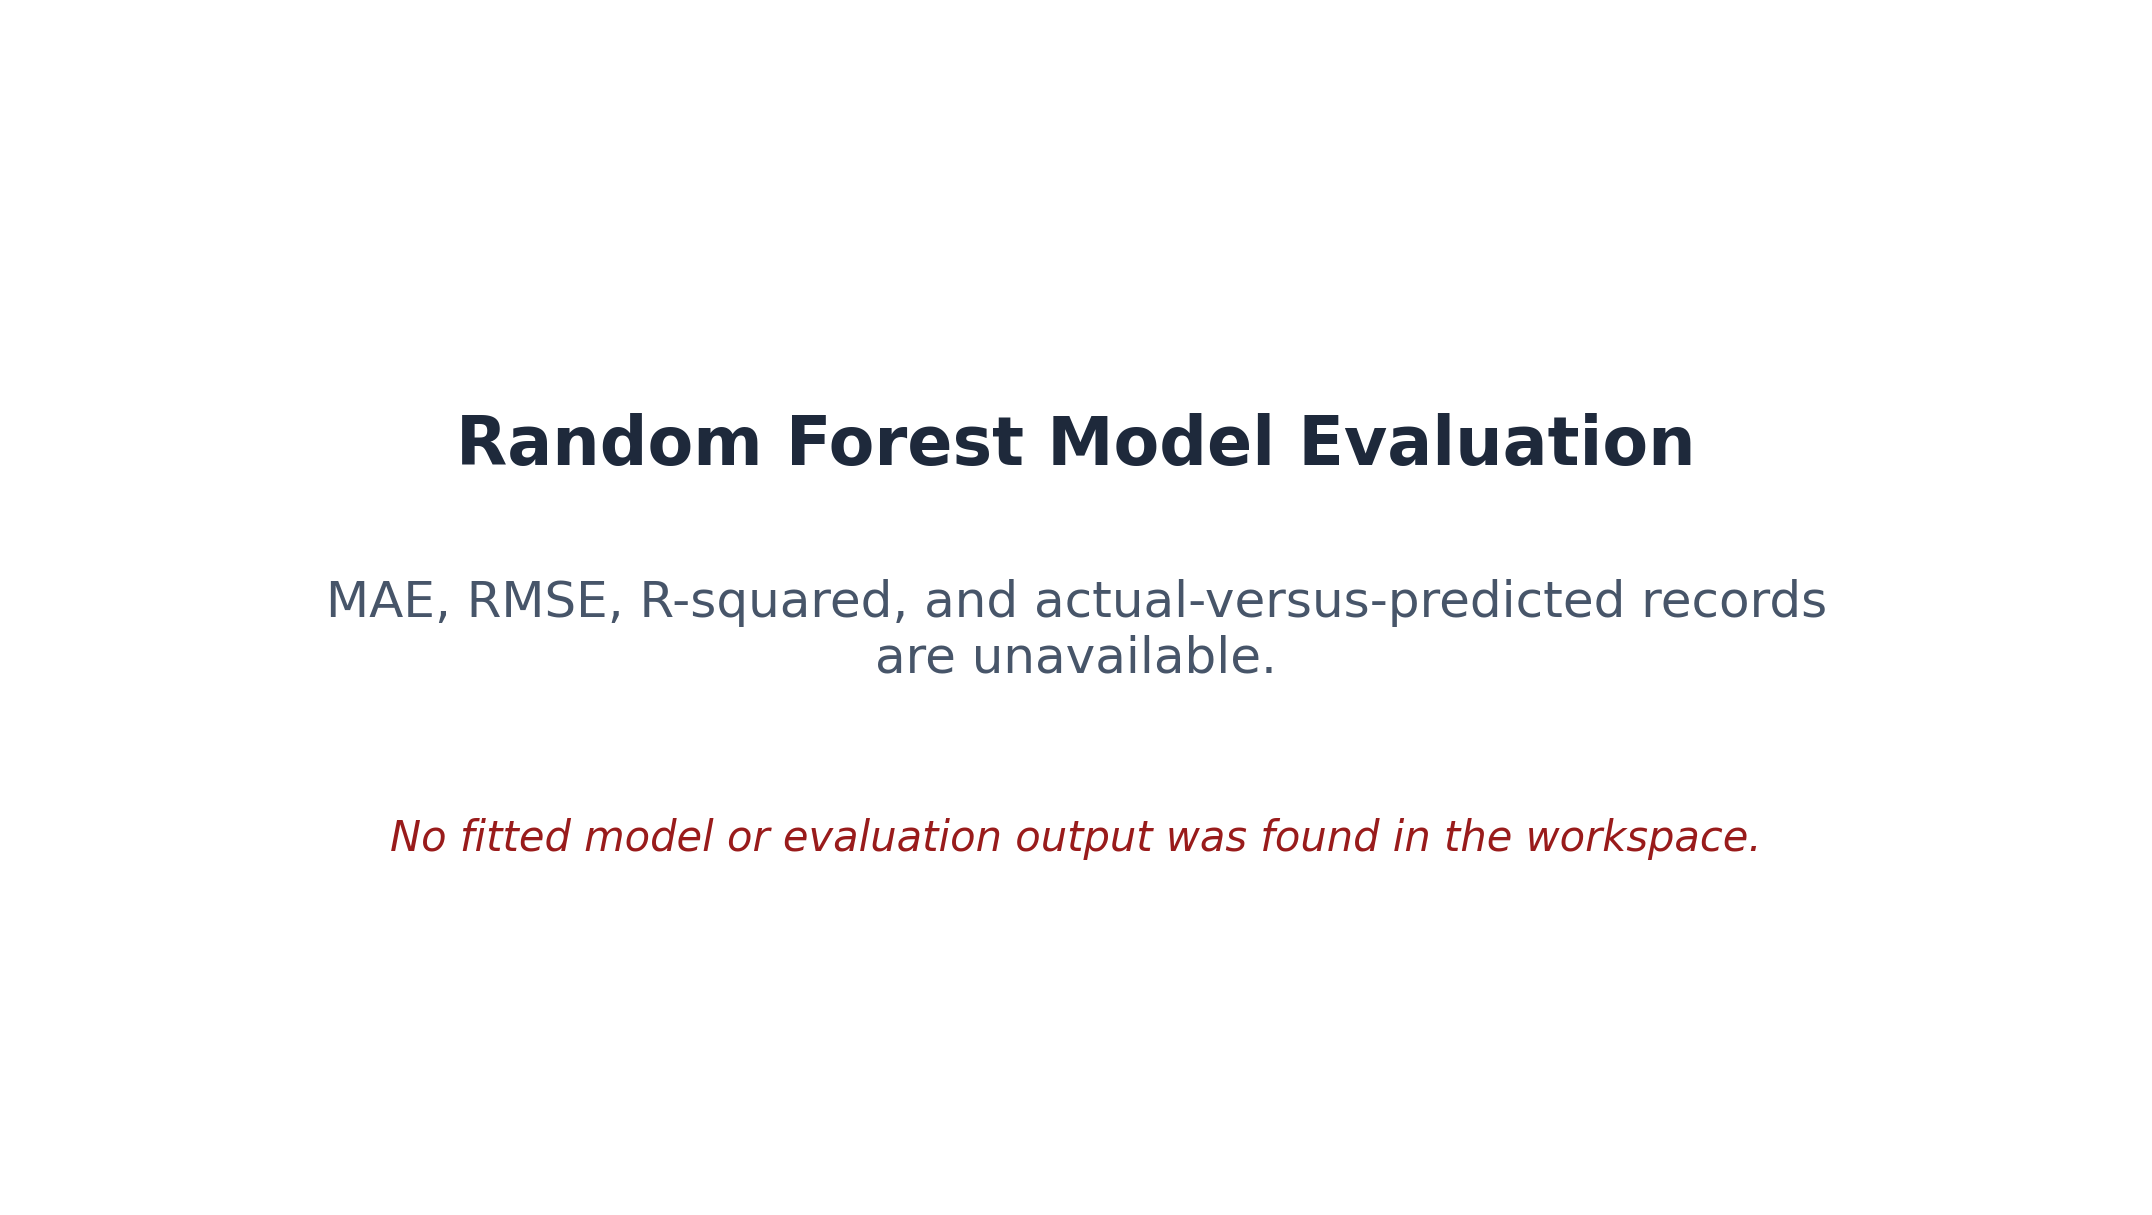 Random Forest Model Evaluation
MAE, RMSE, R-squared, and actual-versus-predicted records
are unavailable.
No fitted model or evaluation output was found in the workspace.